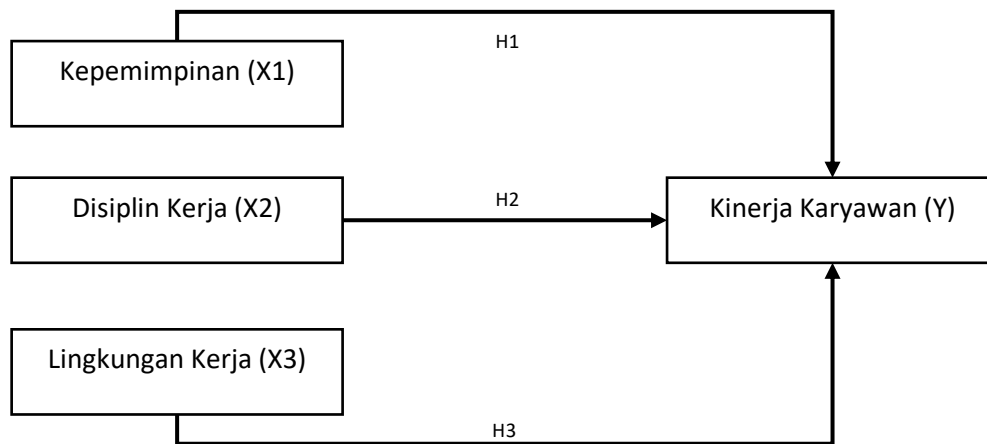 H1
Kepemimpinan (X1)
Disiplin Kerja (X2)
H2
Kinerja Karyawan (Y)
Lingkungan Kerja (X3)
H3